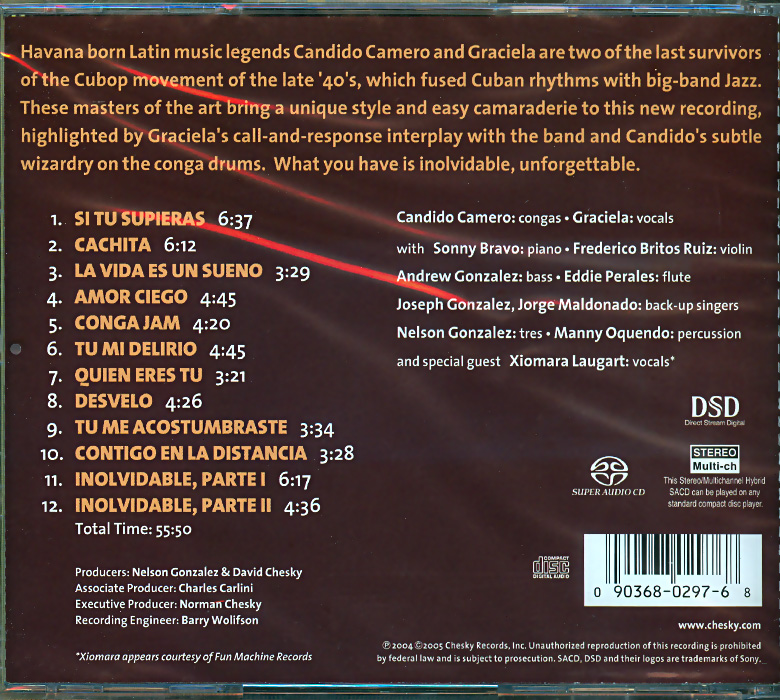 Havana born Latin music legends Candido Camero and Graciela are two of the last survivors
of the Cubop movement of the late '40's, which fused Cuban rhythms with big-band Jazz.
These masters of the art bring a unique style and easy camaraderie to this new recording,
highlighted by Graciela's call-and-response interplay with the band and Candido's subtle
wizardry on the conga drums. What you have is inolvidable, unforgettable.
1. SI TU SUPIERAS 6:37
2. CACHITA 6:12
3. LA VIDA ES UN SUENO 3:29
4. AMOR CIEGO 4:45
5. CONGA JAM 4:20
6. TU MI DELIRIO 4:45
7. QUIEN ERES TU 3:21
8. DESVELO 4:26
9. TU ME ACOSTUMBRASTE 3:34
10. CONTIGO EN LA DISTANCIA 3:28
11. INOLVIDABLE, PARTE I 6:17
12. INOLVIDABLE, PARTE II 4:36
Total Time: 55:50
Candido Camero: congas • Graciela: vocals
with Sonny Bravo: piano • Frederico Britos Ruiz: violin
Andrew Gonzalez: bass • Eddie Perales: flute
Joseph Gonzalez, Jorge Maldonado: back-up singers
Nelson Gonzalez: tres • Manny Oquendo: percussion
and special guest Xiomara Laugart: vocals*
DSD
Direct Stream Digital
STEREO
Multi-ch
SUPER AUDIO CD
This Stereo/Multichannel Hybrid
SACD can be played on any
standard compact disc player.
Producers: Nelson Gonzalez & David Chesky
Associate Producer: Charles Carlini
Executive Producer: Norman Chesky
Recording Engineer: Barry Wolifson
*Xiomara appears courtesy of Fun Machine Records
COMPACT
disc
DIGITAL AUDIO
0 90368-0297-6 8
www.chesky.com
℗2004 ©2005 Chesky Records, Inc. Unauthorized reproduction of this recording is prohibited
by federal law and is subject to prosecution. SACD, DSD and their logos are trademarks of Sony.